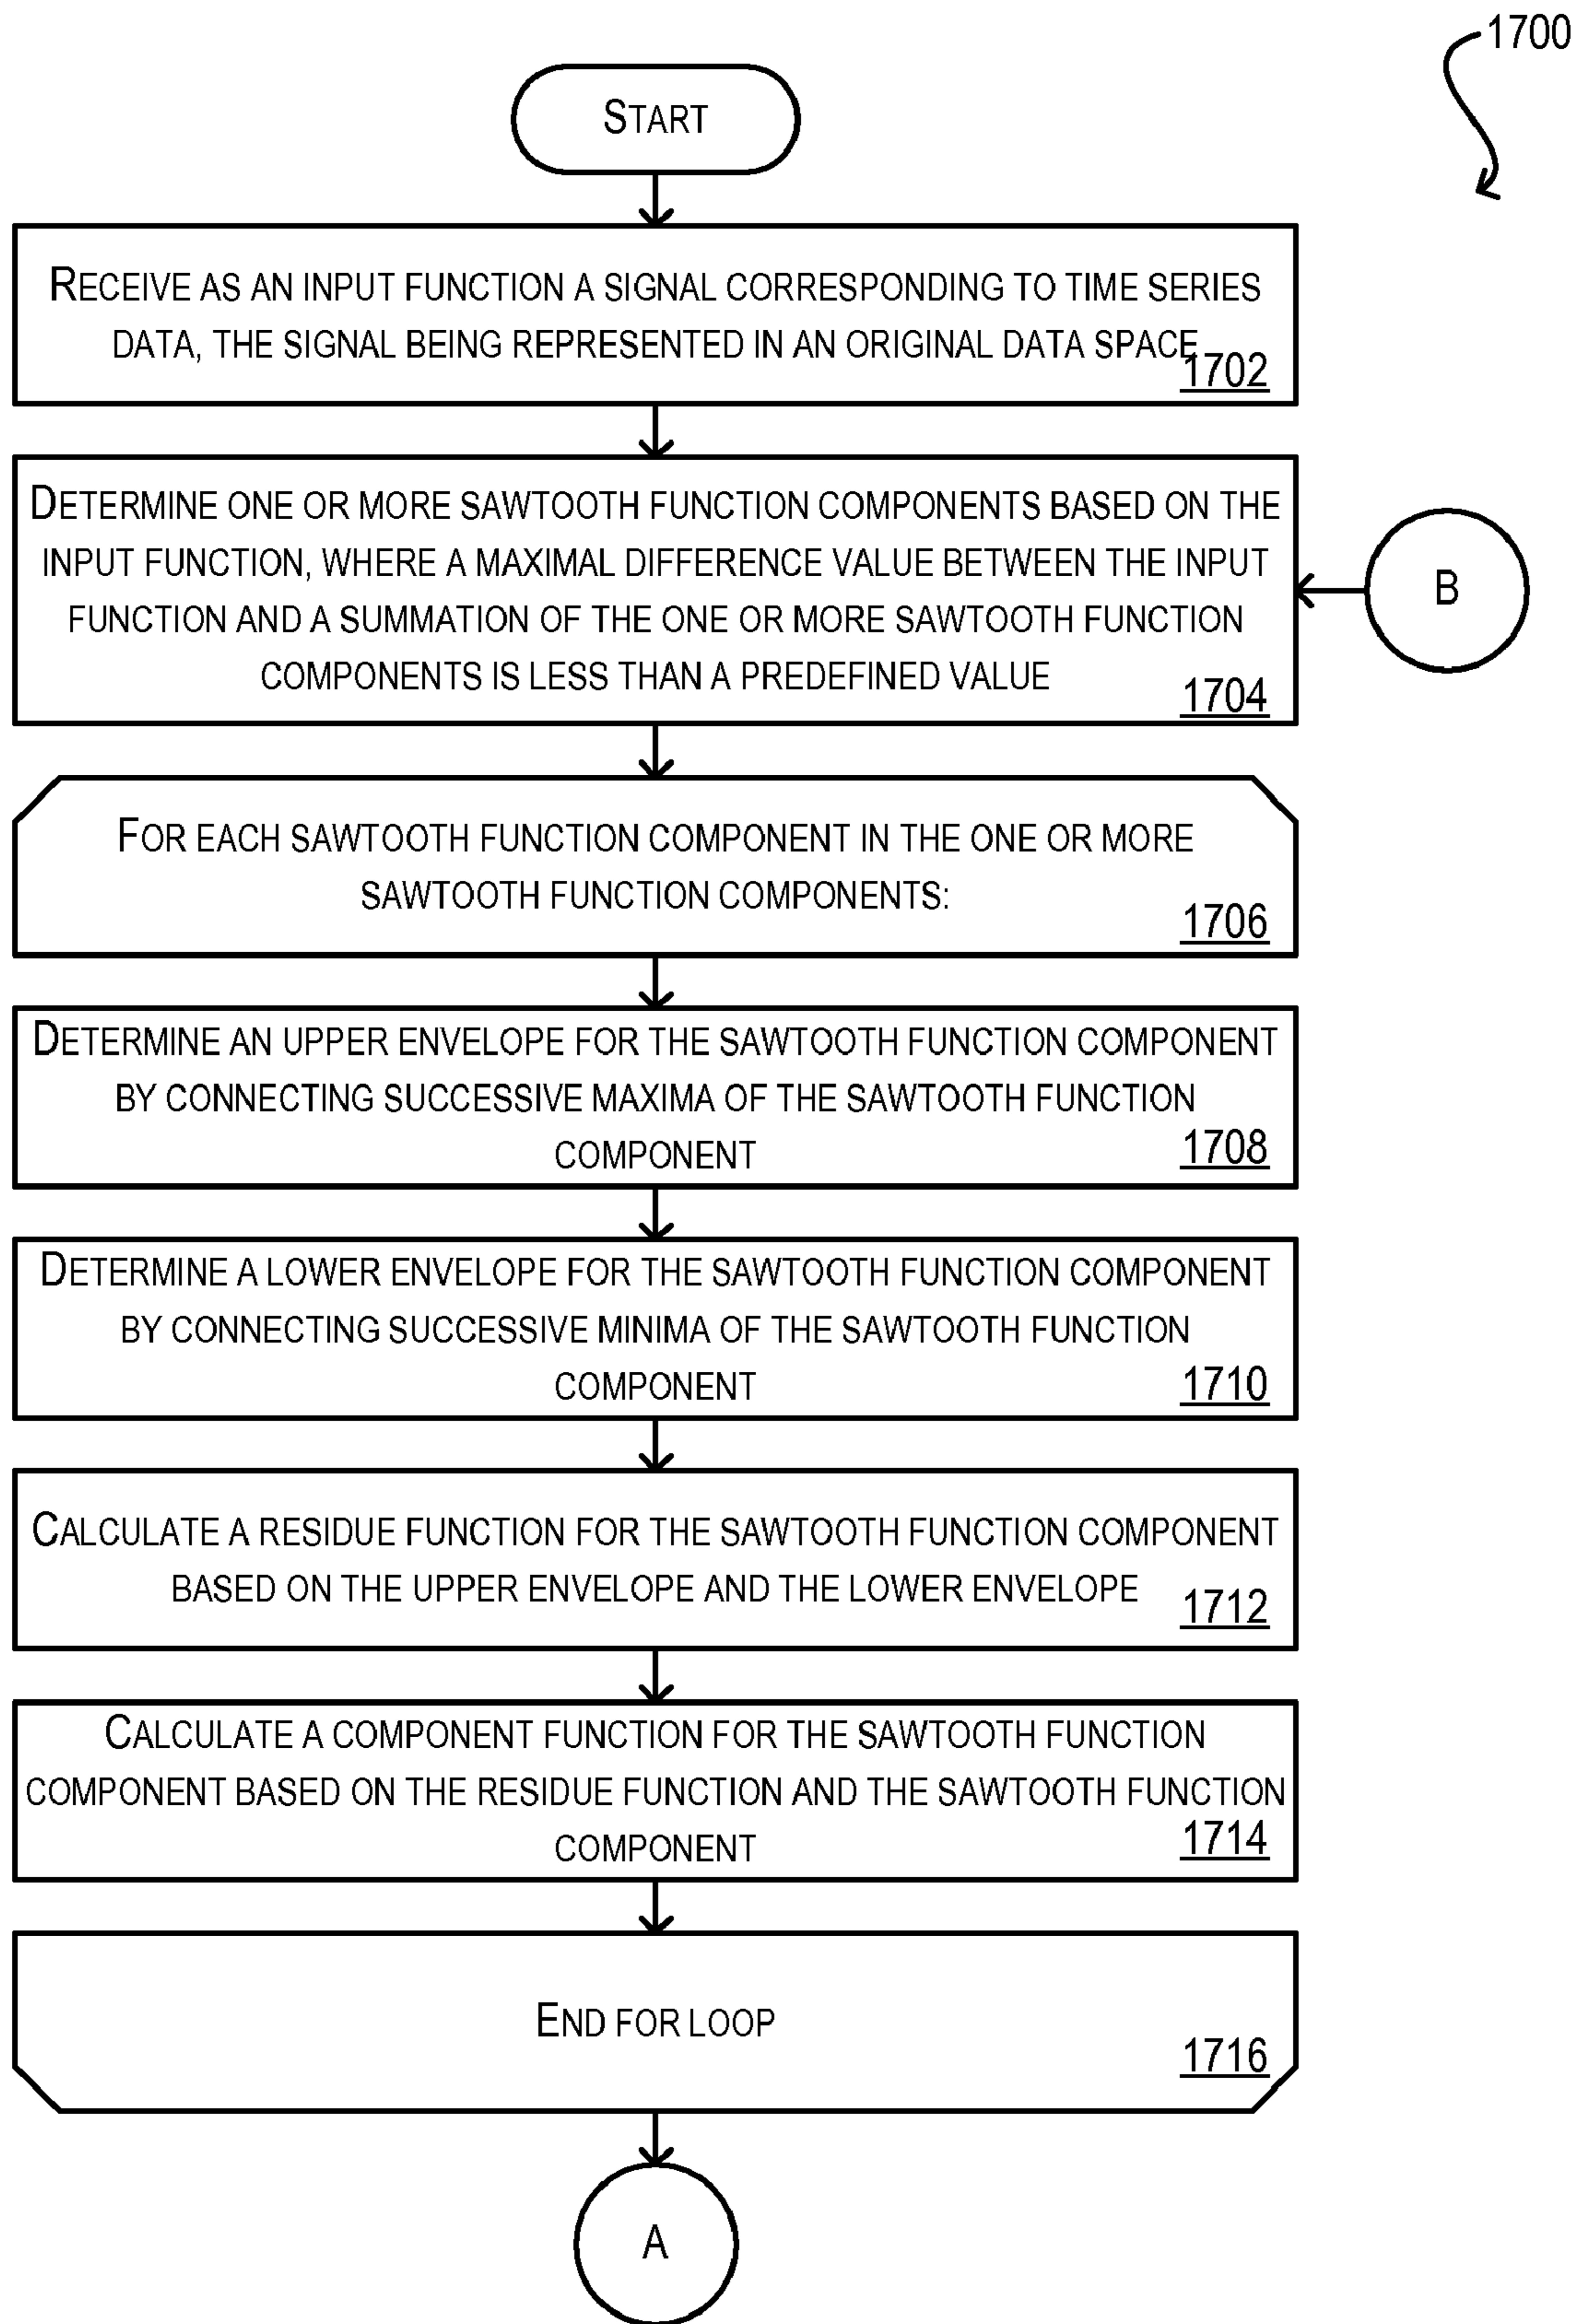 1700
START
RECEIVE AS AN INPUT FUNCTION A SIGNAL CORRESPONDING TO TIME SERIES
DATA, THE SIGNAL BEING REPRESENTED IN AN ORIGINAL DATA SPACE
1702
DETERMINE ONE OR MORE SAWTOOTH FUNCTION COMPONENTS BASED ON THE
INPUT FUNCTION, WHERE A MAXIMAL DIFFERENCE VALUE BETWEEN THE INPUT
FUNCTION AND A SUMMATION OF THE ONE OR MORE SAWTOOTH FUNCTION
COMPONENTS IS LESS THAN A PREDEFINED VALUE
1704
B
FOR EACH SAWTOOTH FUNCTION COMPONENT IN THE ONE OR MORE
SAWTOOTH FUNCTION COMPONENTS:
1706
DETERMINE AN UPPER ENVELOPE FOR THE SAWTOOTH FUNCTION COMPONENT
BY CONNECTING SUCCESSIVE MAXIMA OF THE SAWTOOTH FUNCTION
COMPONENT
1708
DETERMINE A LOWER ENVELOPE FOR THE SAWTOOTH FUNCTION COMPONENT
BY CONNECTING SUCCESSIVE MINIMA OF THE SAWTOOTH FUNCTION
COMPONENT
1710
CALCULATE A RESIDUE FUNCTION FOR THE SAWTOOTH FUNCTION COMPONENT
BASED ON THE UPPER ENVELOPE AND THE LOWER ENVELOPE
1712
CALCULATE A COMPONENT FUNCTION FOR THE SAWTOOTH FUNCTION
COMPONENT BASED ON THE RESIDUE FUNCTION AND THE SAWTOOTH FUNCTION
COMPONENT
1714
END FOR LOOP
1716
A